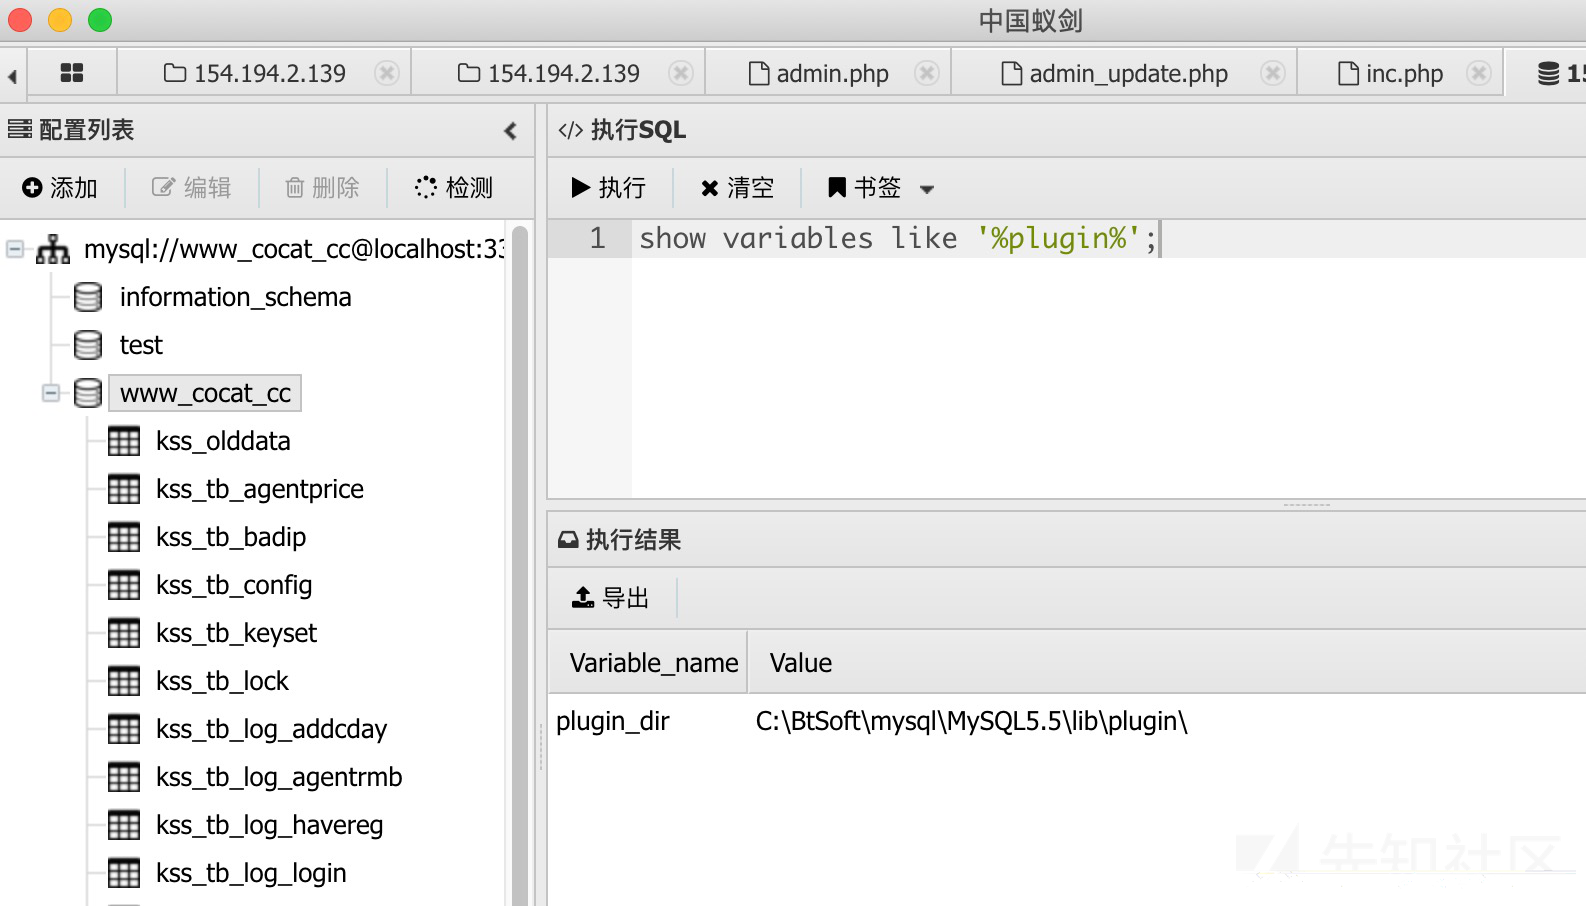 中国蚁剑
154.194.2.139
154.194.2.139
admin.php
admin_update.php
inc.php
配置列表
添加
编辑
删除
检测
mysql://www_cocat_cc@localhost:33
information_schema
test
www_cocat_cc
kss_olddata
kss_tb_agentprice
kss_tb_badip
kss_tb_config
kss_tb_keyset
kss_tb_lock
kss_tb_log_addcday
kss_tb_log_agentrmb
kss_tb_log_havereg
kss_tb_log_login
</> 执行SQL
执行
清空
书签
1 show variables like '%plugin%';
执行结果
导出
Variable_name Value
plugin_dir C:\BtSoft\mysql\MySQL5.5\lib\plugin\
先知社区